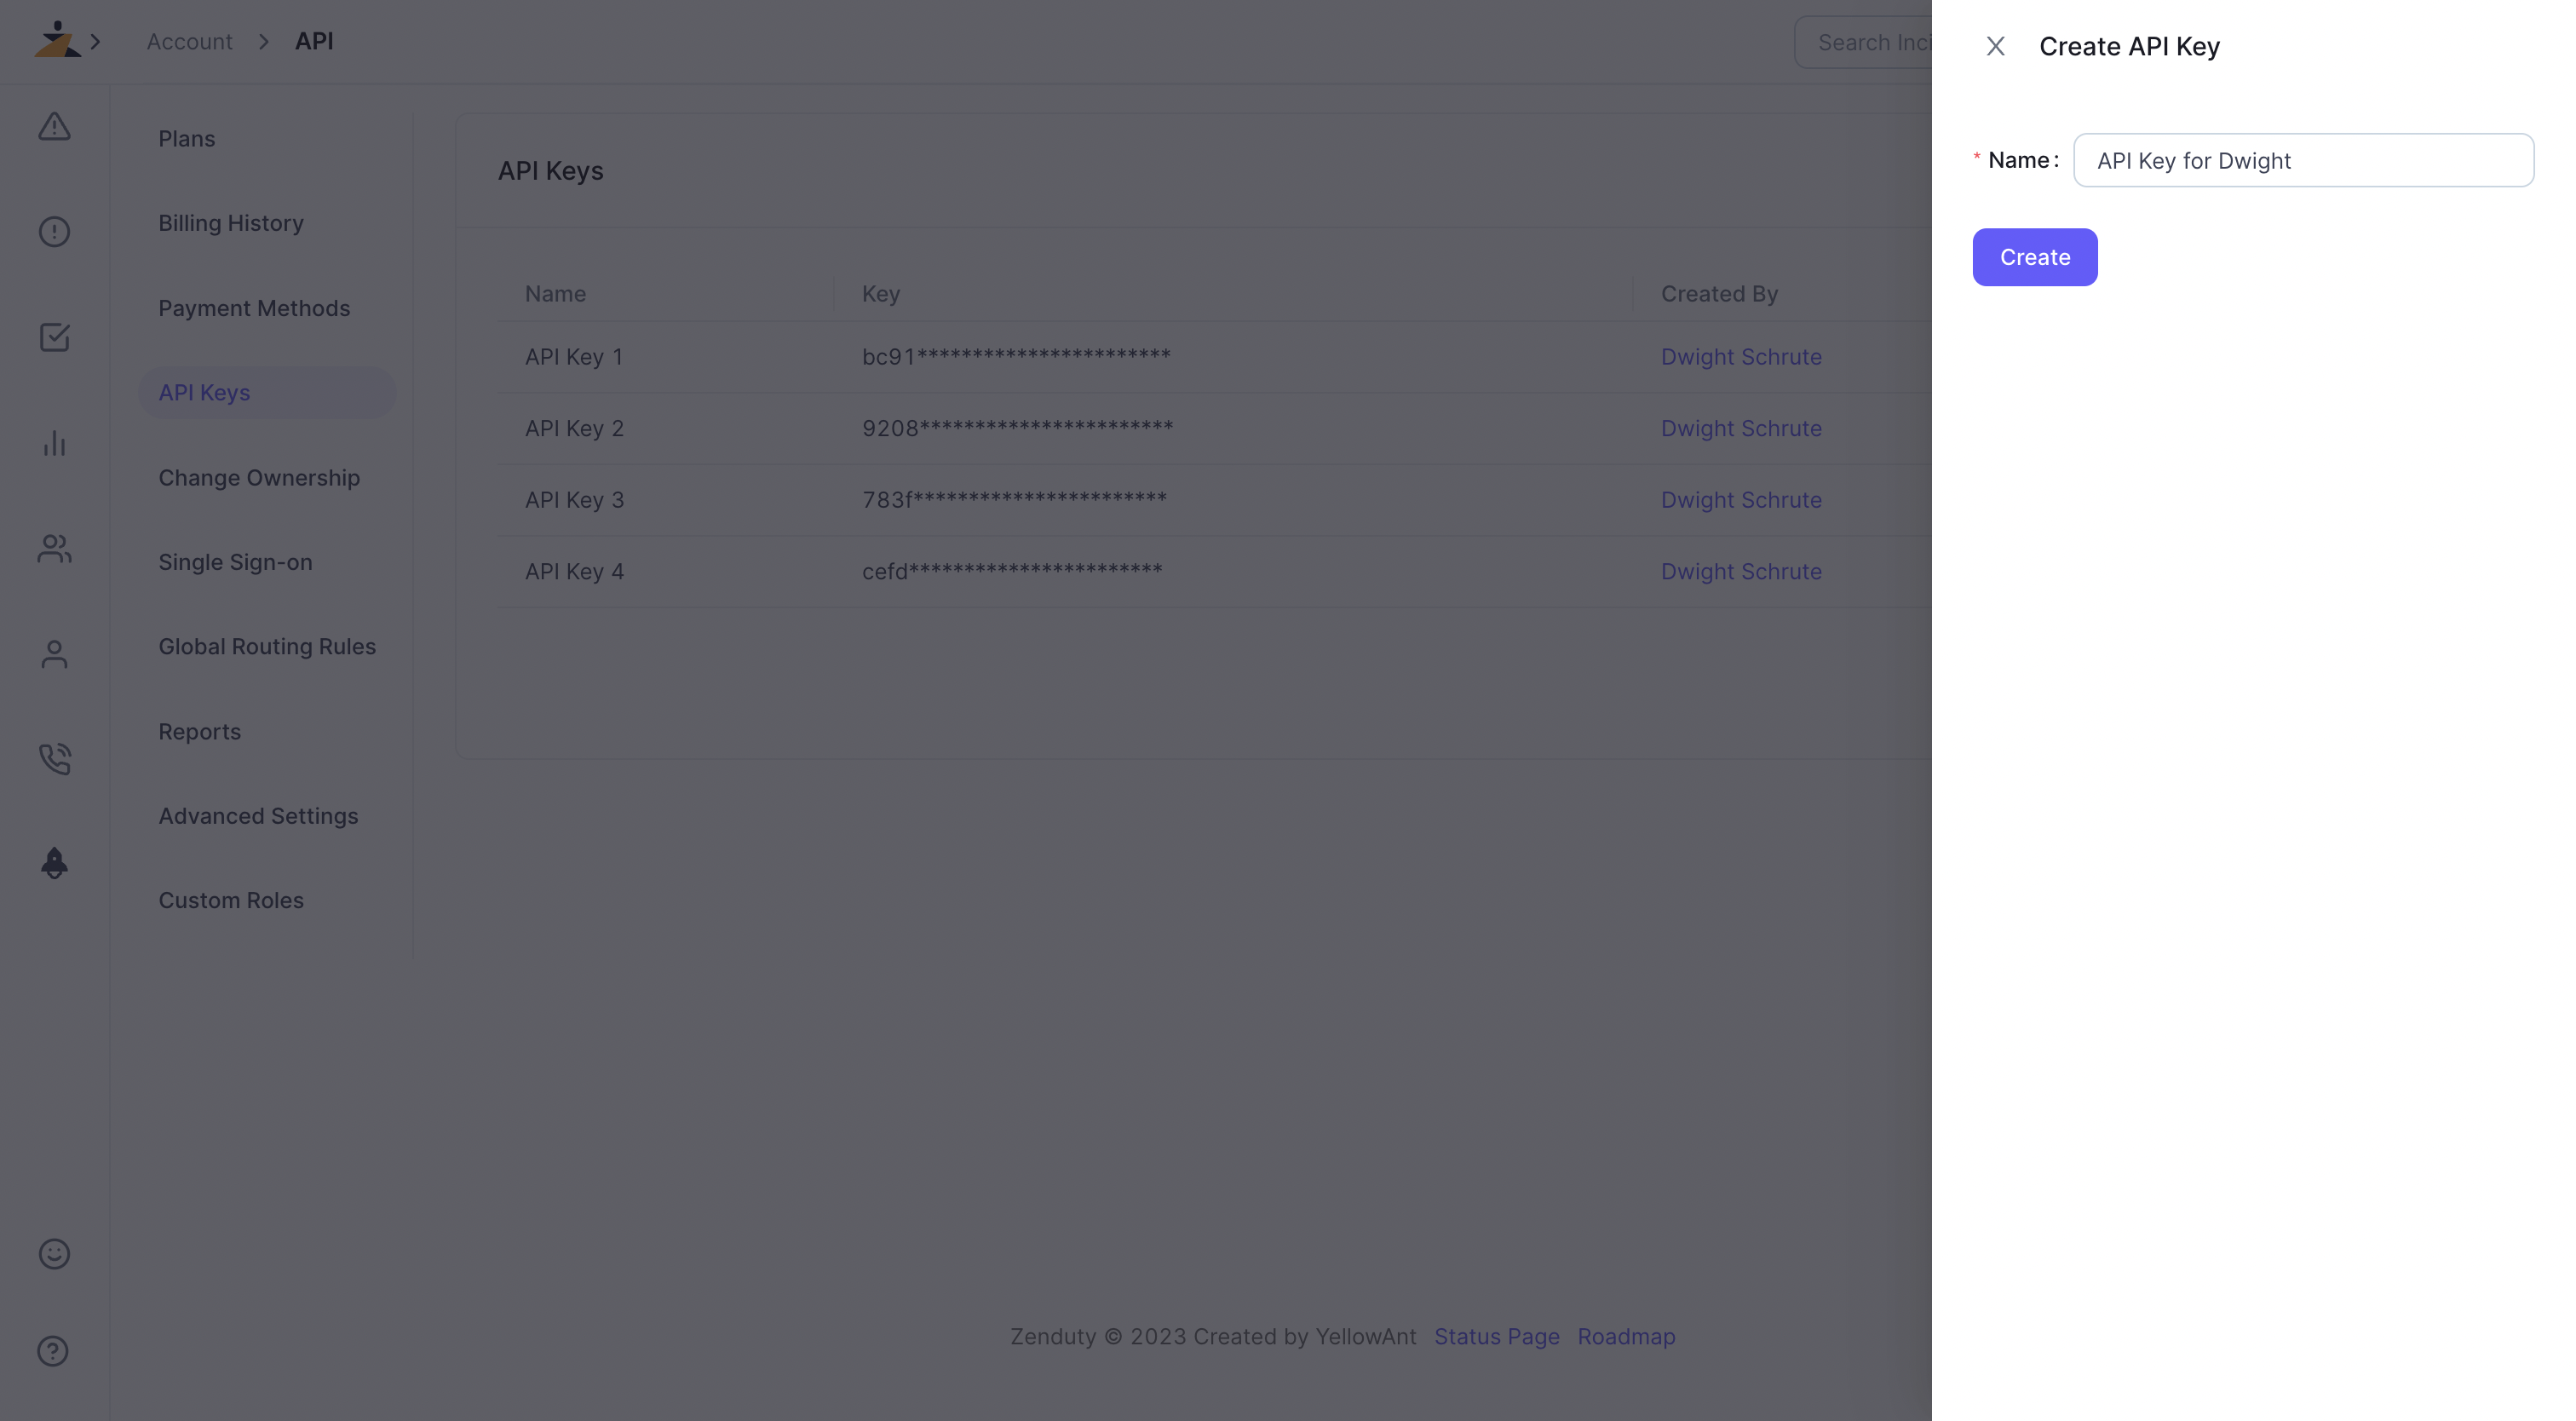 Account > API
Search Inci
Plans
Billing History
Payment Methods
API Keys
Change Ownership
Single Sign-on
Global Routing Rules
Reports
Advanced Settings
Custom Roles
API Keys
Name Key Created By
API Key 1 bc91*********************** Dwight Schrute
API Key 2 9208*********************** Dwight Schrute
API Key 3 783f*********************** Dwight Schrute
API Key 4 cefd*********************** Dwight Schrute
Zenduty © 2023 Created by YellowAnt Status Page Roadmap
Create API Key
* Name: API Key for Dwight
Create